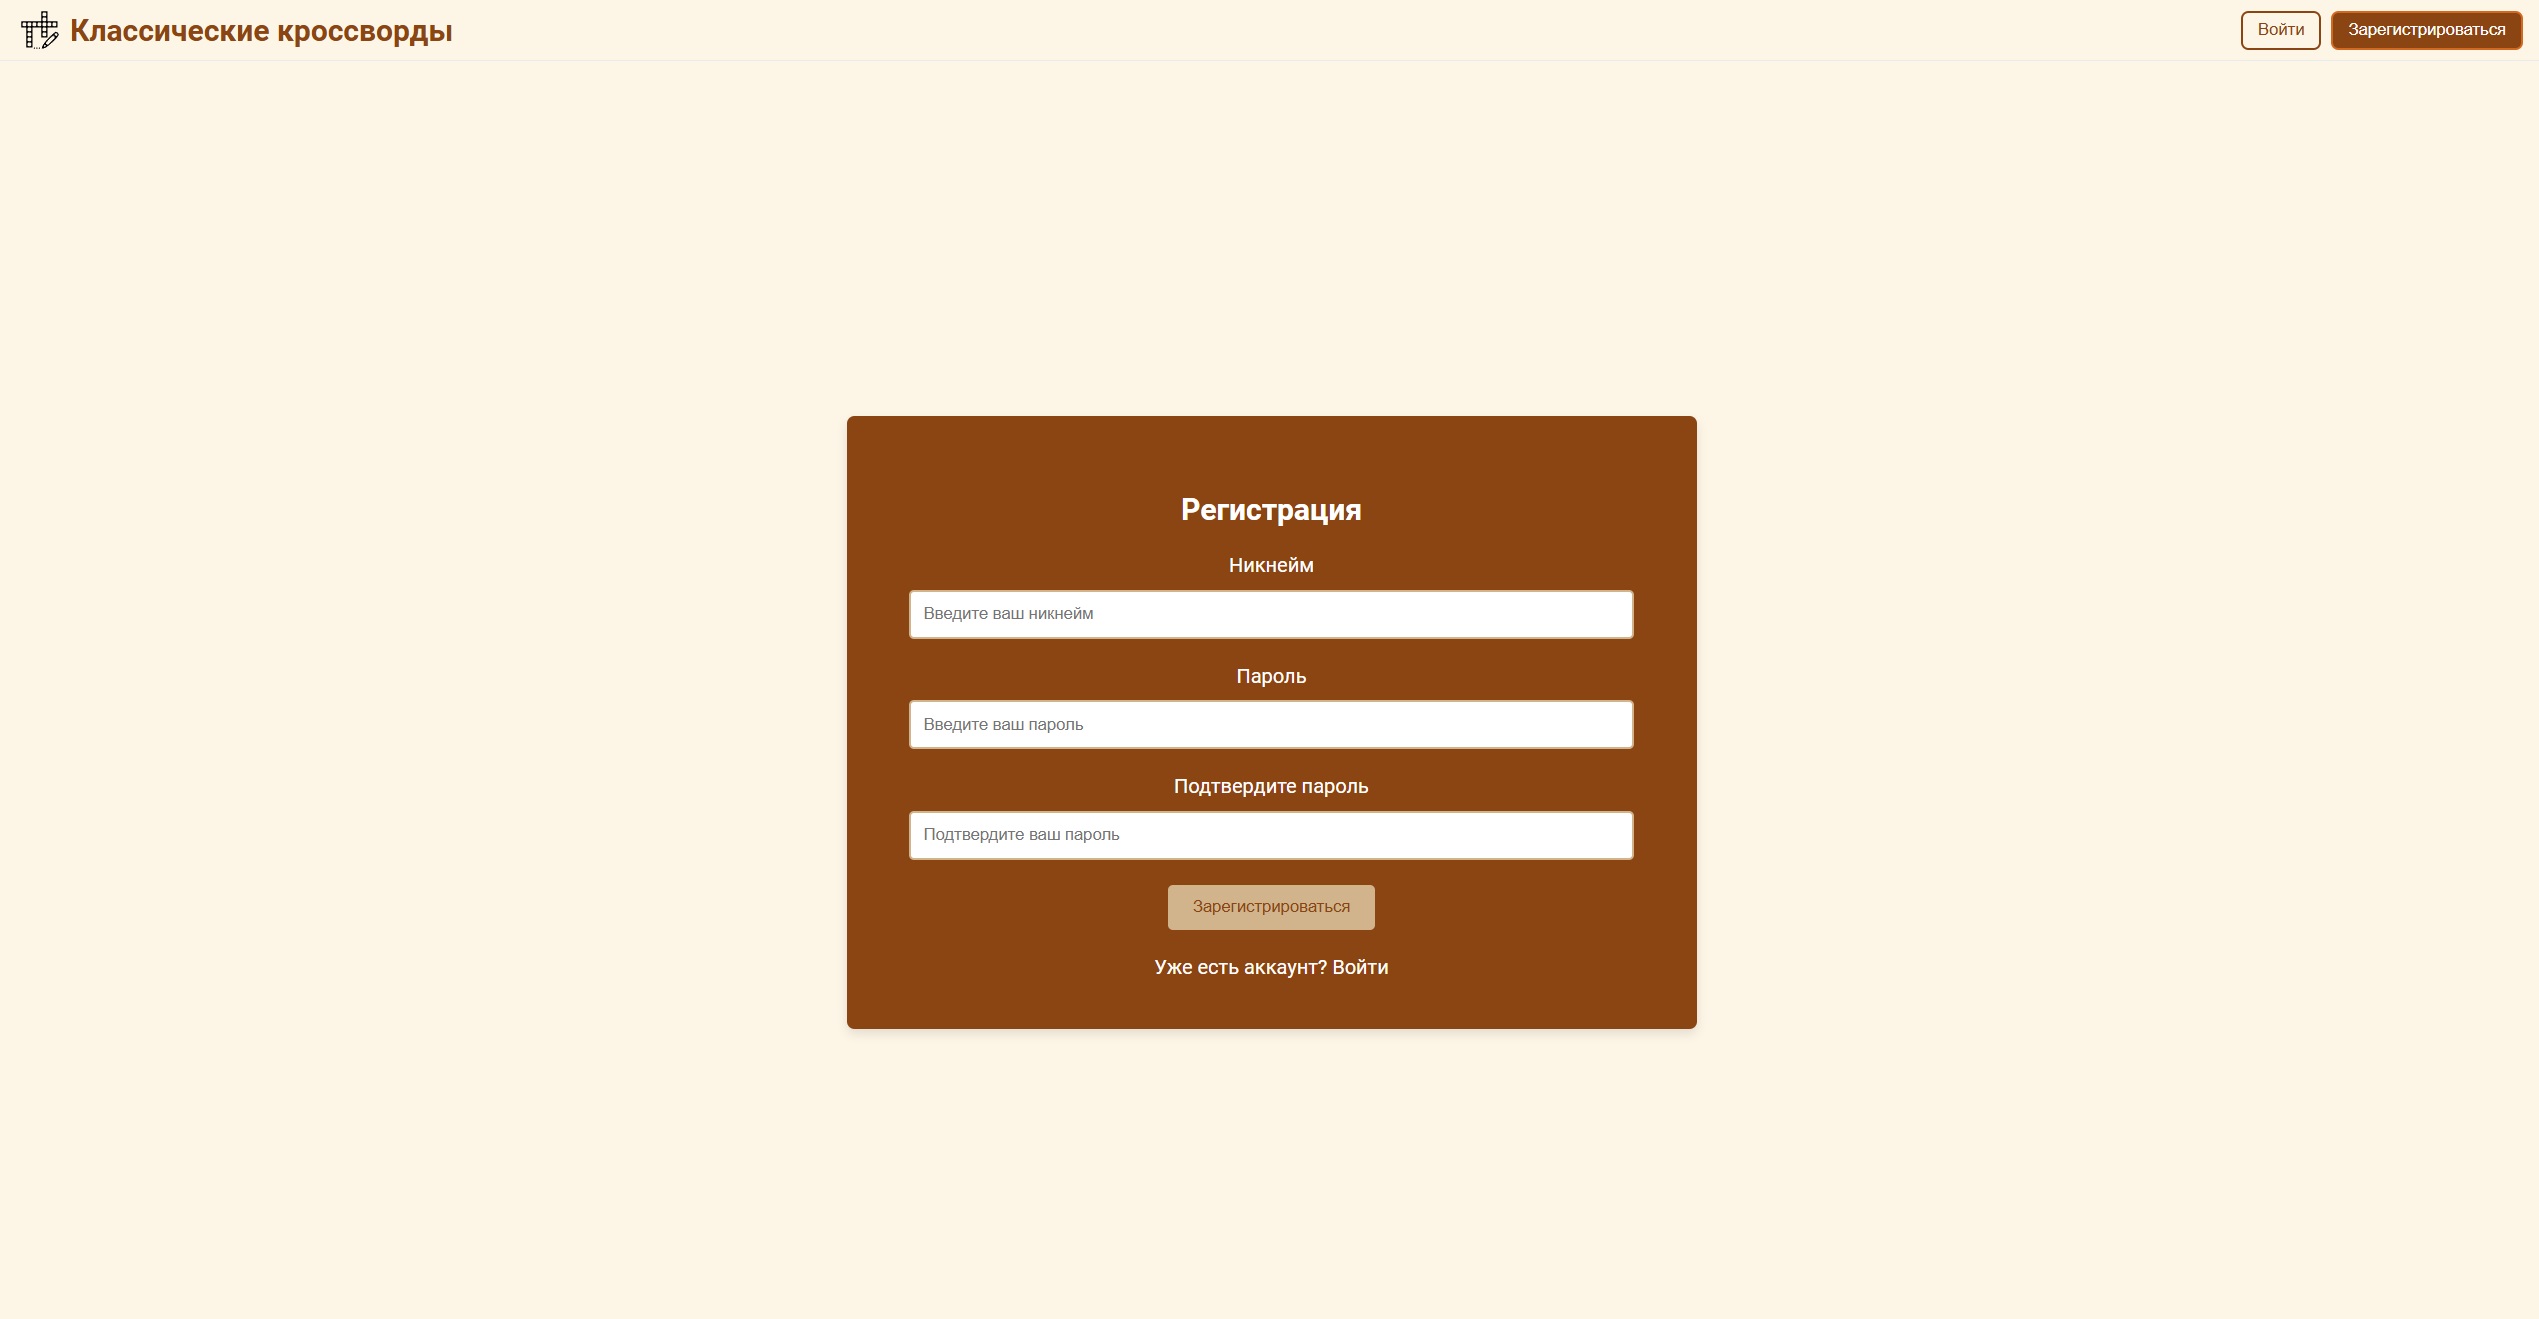 Классические кроссворды
Войти
Зарегистрироваться
Регистрация
Никнейм
Введите ваш никнейм
Пароль
Введите ваш пароль
Подтвердите пароль
Подтвердите ваш пароль
Зарегистрироваться
Уже есть аккаунт? Войти